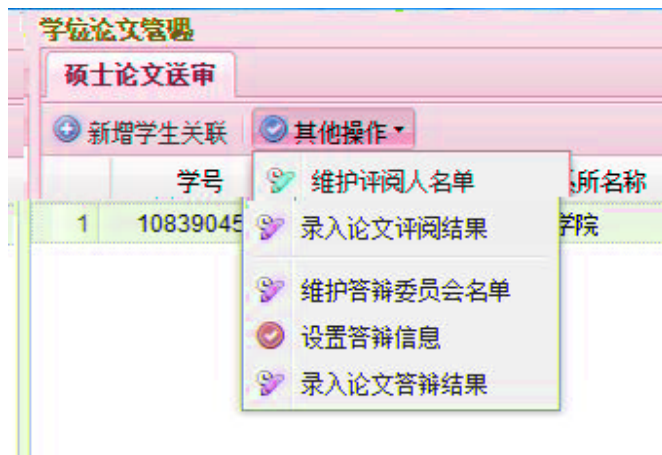 学位论文管理
硕士论文送审
新增学生关联 其他操作
学号 所名称
维护评阅人名单
1 10839045 学院
录入论文评阅结果
维护答辩委员会名单
设置答辩信息
录入论文答辩结果